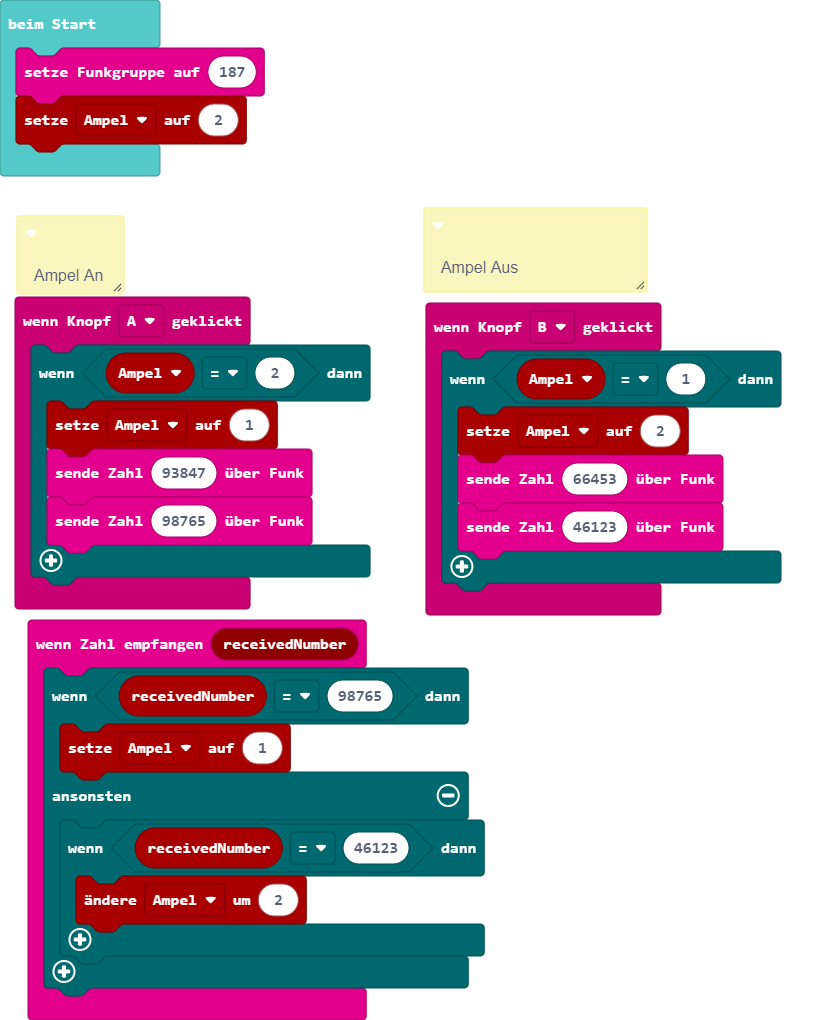 beim Start
setze Funkgruppe auf 187
setze Ampel auf 2
Ampel An
wenn Knopf A geklickt
wenn Ampel = 2 dann
setze Ampel auf 1
sende Zahl 93847 über Funk
sende Zahl 98765 über Funk
Ampel Aus
wenn Knopf B geklickt
wenn Ampel = 1 dann
setze Ampel auf 2
sende Zahl 66453 über Funk
sende Zahl 46123 über Funk
wenn Zahl empfangen receivedNumber
wenn receivedNumber = 98765 dann
setze Ampel auf 1
ansonsten
wenn receivedNumber = 46123 dann
ändere Ampel um 2